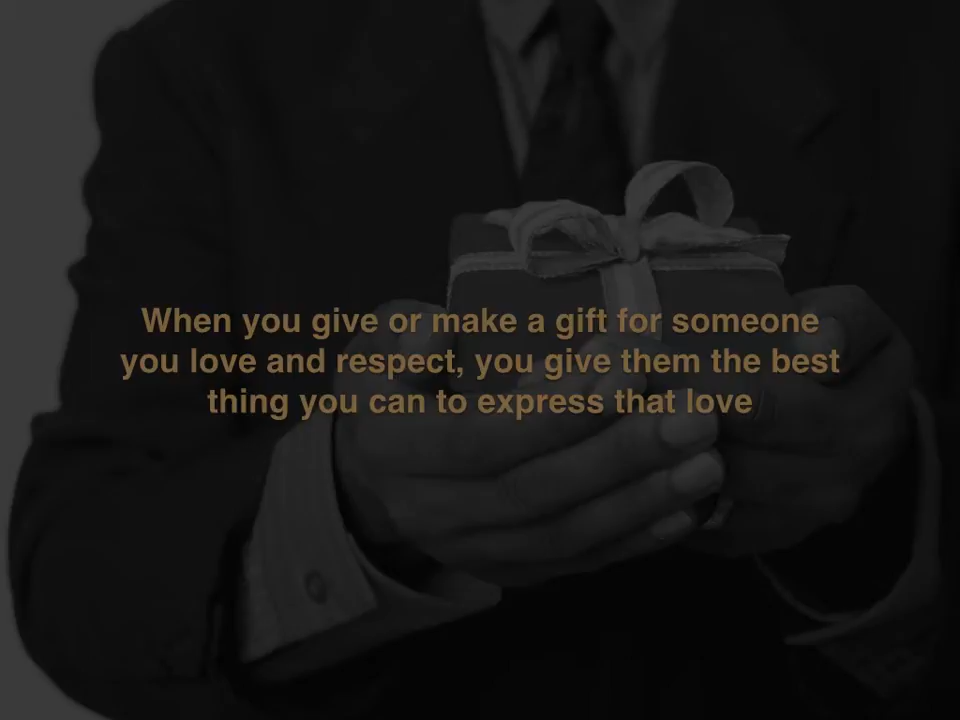 When you give or make a gift for someone
you love and respect, you give them the best
thing you can to express that love